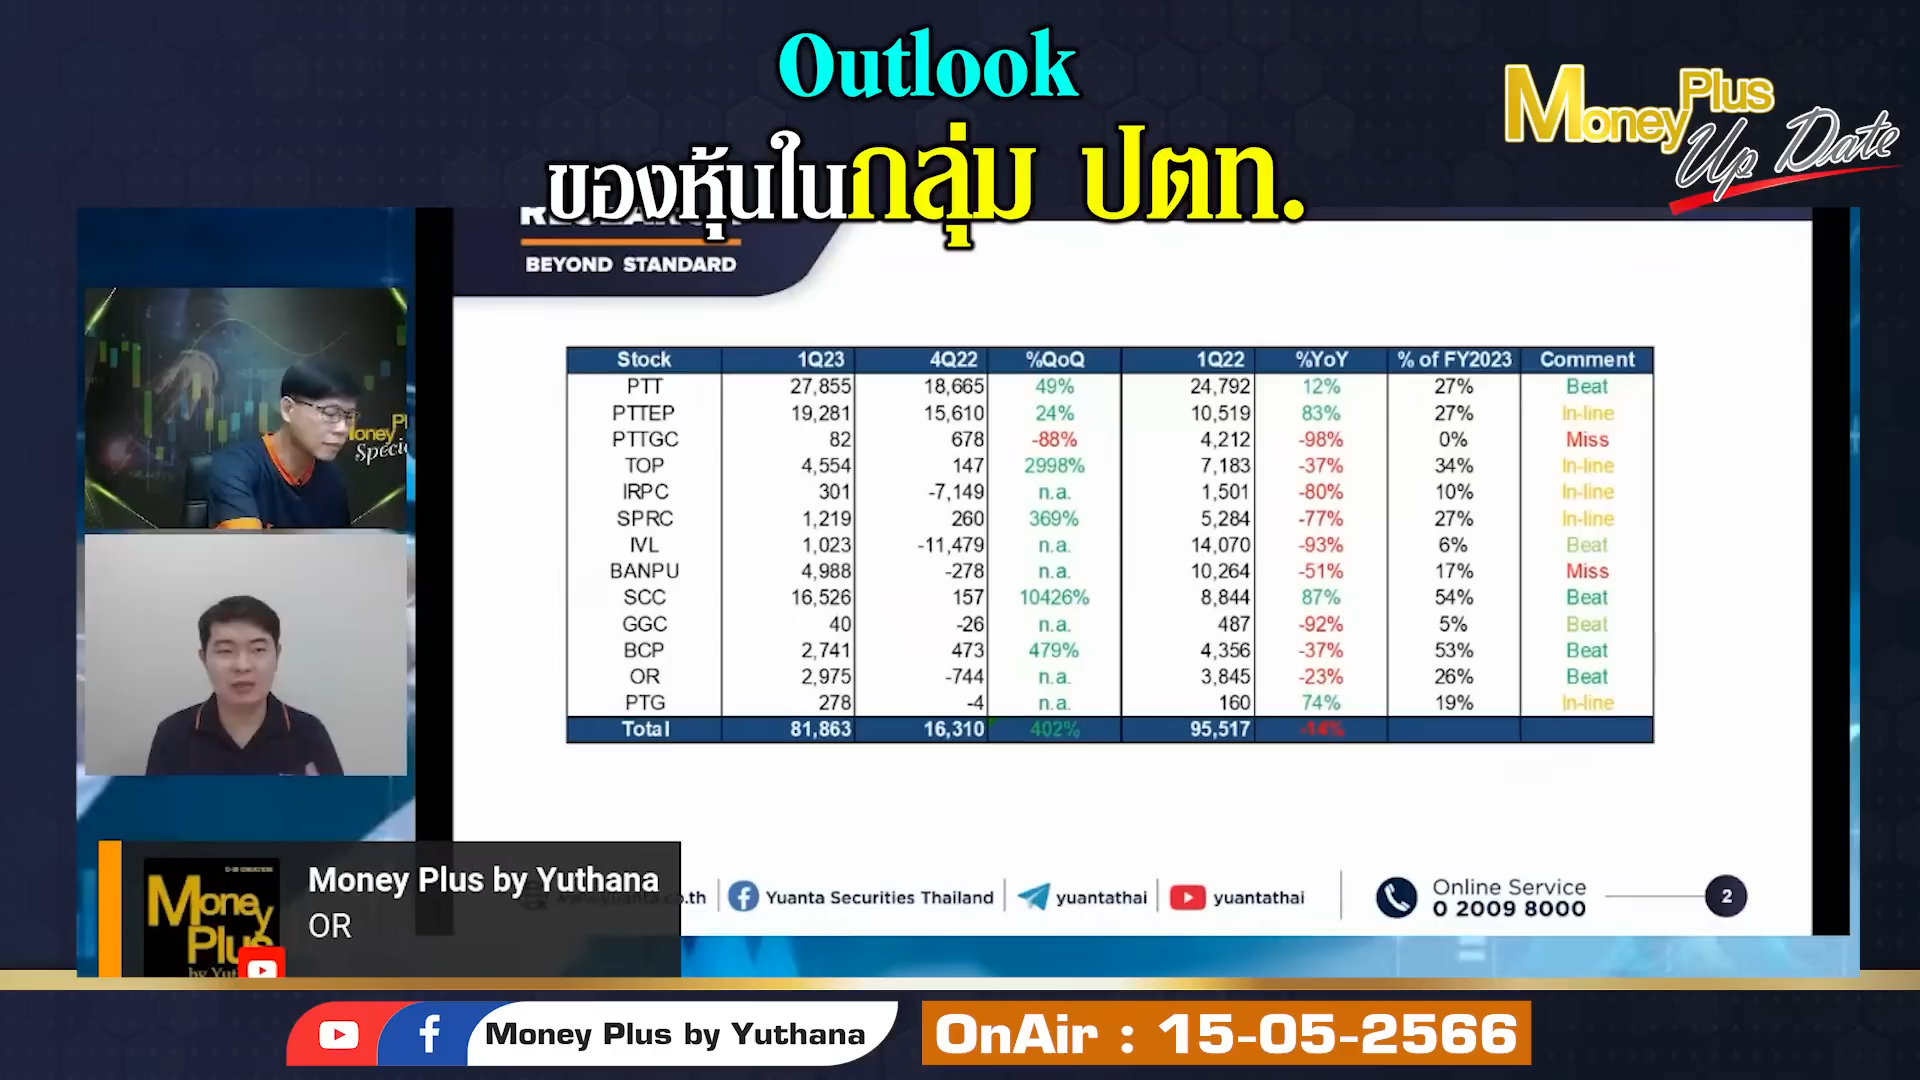 Outlook
ของหุ้นในกลุ่ม ปตท.
Money Plus
Up Date
BEYOND STANDARD
Stock 1Q23 4Q22 %QoQ 1Q22 %YoY % of FY2023 Comment
PTT 27,855 18,665 49% 24,792 12% 27% Beat
PTTEP 19,281 15,610 24% 10,519 83% 27% In-line
PTTGC 82 678 -88% 4,212 -98% 0% Miss
TOP 4,554 147 2998% 7,183 -37% 34% In-line
IRPC 301 -7,149 n.a. 1,501 -80% 10% In-line
SPRC 1,219 260 369% 5,284 -77% 27% In-line
IVL 1,023 -11,479 n.a. 14,070 -93% 6% Beat
BANPU 4,988 -278 n.a. 10,264 -51% 17% Miss
SCC 16,526 157 10426% 8,844 87% 54% Beat
GGC 40 -26 n.a. 487 -92% 5% Beat
BCP 2,741 473 479% 4,356 -37% 53% Beat
OR 2,975 -744 n.a. 3,845 -23% 26% Beat
PTG 278 -4 n.a. 160 74% 19% In-line
Total 81,863 16,310 402% 95,517 -14%
Money Plus
Money Plus by Yuthana
OR
Yuanta Securities Thailand yuantathai yuantathai
Online Service
0 2009 8000
2
Money Plus by Yuthana
OnAir : 15-05-2566